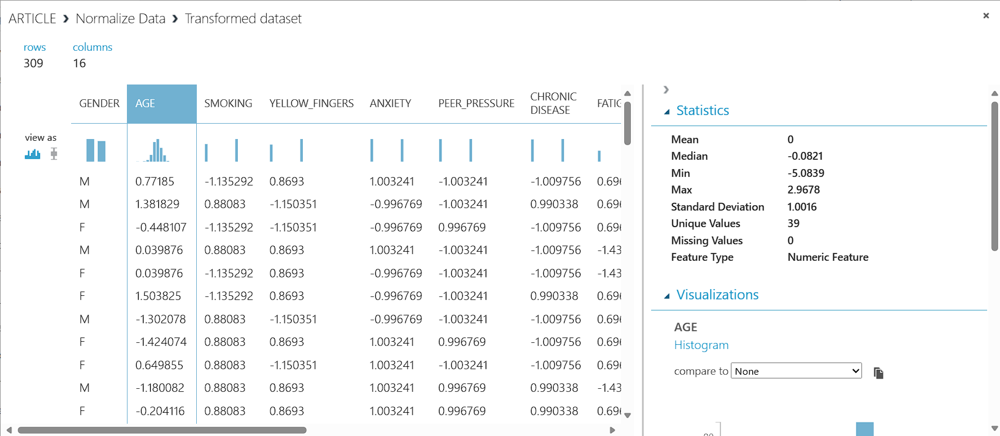 ARTICLE › Normalize Data › Transformed dataset
rows columns
309 16
GENDER AGE SMOKING YELLOW_FINGERS ANXIETY PEER_PRESSURE CHRONIC DISEASE FATIG
view as
M 0.77185 -1.135292 0.8693 1.003241 -1.003241 -1.009756 0.696
M 1.381829 0.88083 -1.150351 -0.996769 -1.003241 0.990338 0.696
F -0.448107 -1.135292 -1.150351 -0.996769 0.996769 -1.009756 0.696
M 0.039876 0.88083 0.8693 1.003241 -1.003241 -1.009756 -1.43
F 0.039876 -1.135292 0.8693 -0.996769 -1.003241 -1.009756 -1.43
F 1.503825 -1.135292 0.8693 -0.996769 -1.003241 0.990338 0.696
M -1.302078 0.88083 -1.150351 -0.996769 -1.003241 -1.009756 0.696
F -1.424074 0.88083 0.8693 1.003241 0.996769 -1.009756 0.696
F 0.649855 0.88083 -1.150351 1.003241 -1.003241 -1.009756 0.696
M -1.180082 0.88083 0.8693 1.003241 0.996769 0.990338 -1.43
F -0.204116 0.88083 0.8693 1.003241 0.996769 0.990338 0.696
Statistics
Mean 0
Median -0.0821
Min -5.0839
Max 2.9678
Standard Deviation 1.0016
Unique Values 39
Missing Values 0
Feature Type Numeric Feature
Visualizations
AGE
Histogram
compare to None